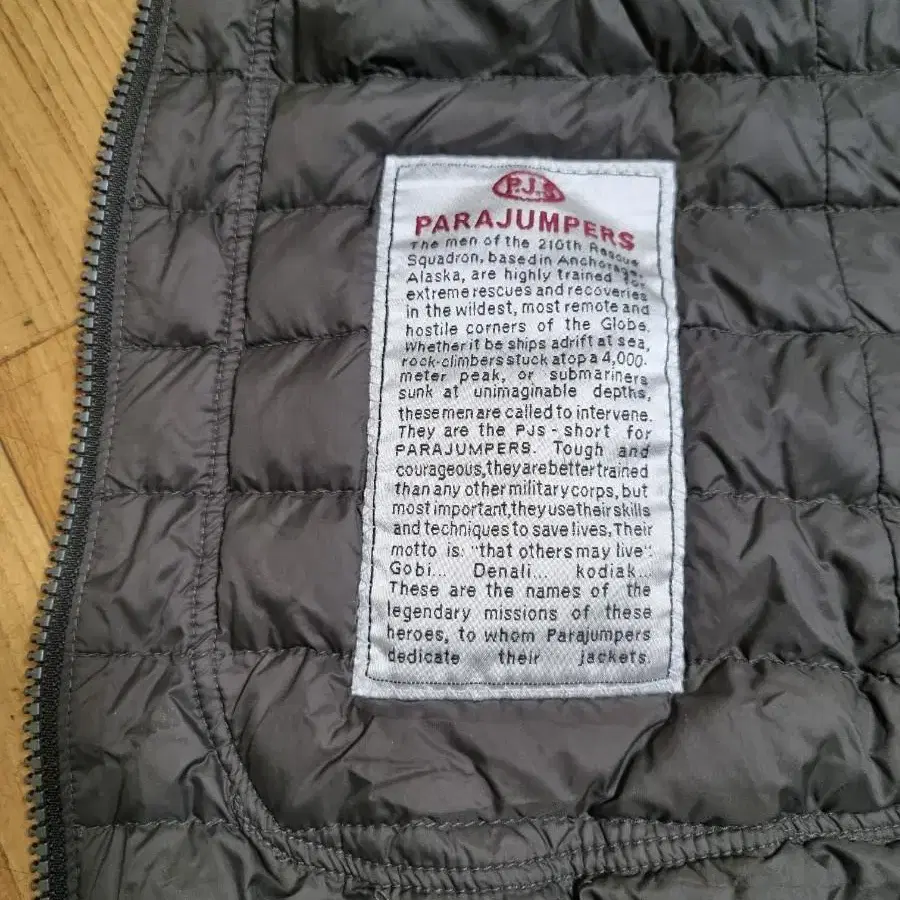 P.J.s
PARAJUMPERS
The men of the 210th Rescue
Squadron, based in Anchorage,
Alaska, are highly trained for
extreme rescues and recoveries
in the wildest, most remote and
hostile corners of the Globe.
Whether it be ships adrift at sea,
rock-climbers stuck atop a 4,000-
meter peak, or submariners
sunk at unimaginable depths,
these men are called to intervene.
They are the PJs - short for
PARAJUMPERS. Tough and
courageous, they are better trained
than any other military corps, but
most important, they use their skills
and techniques to save lives. Their
motto is: "that others may live":
Gobi... Denali... kodiak...
These are the names of the
legendary missions of these
heroes, to whom Parajumpers
dedicate their jackets.